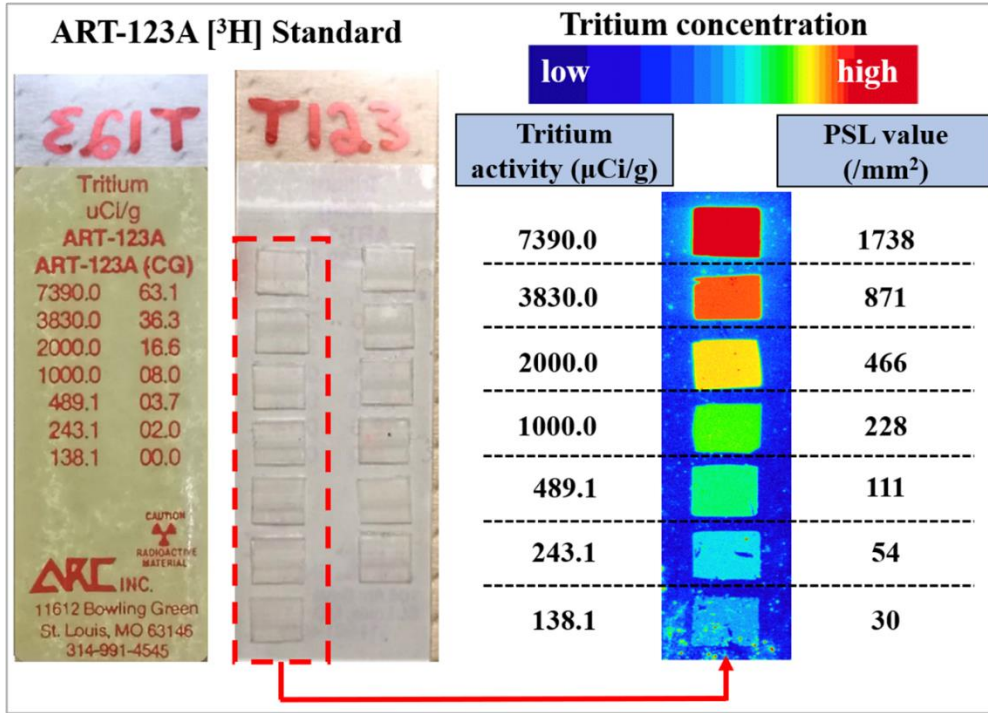 ART-123A [³H] Standard
Tritium concentration
low high
T193
T123
Tritium
uCi/g
ART-123A
ART-123A (CG)
7390.0 63.1
3830.0 36.3
2000.0 16.6
1000.0 08.0
489.1 03.7
243.1 02.0
138.1 00.0
CAUTION
RADIOACTIVE
MATERIAL
ARC INC.
11612 Bowling Green
St. Louis, MO 63146
314-991-4545
Tritium
activity (µCi/g)
PSL value
(/mm²)
7390.0 1738
3830.0 871
2000.0 466
1000.0 228
489.1 111
243.1 54
138.1 30